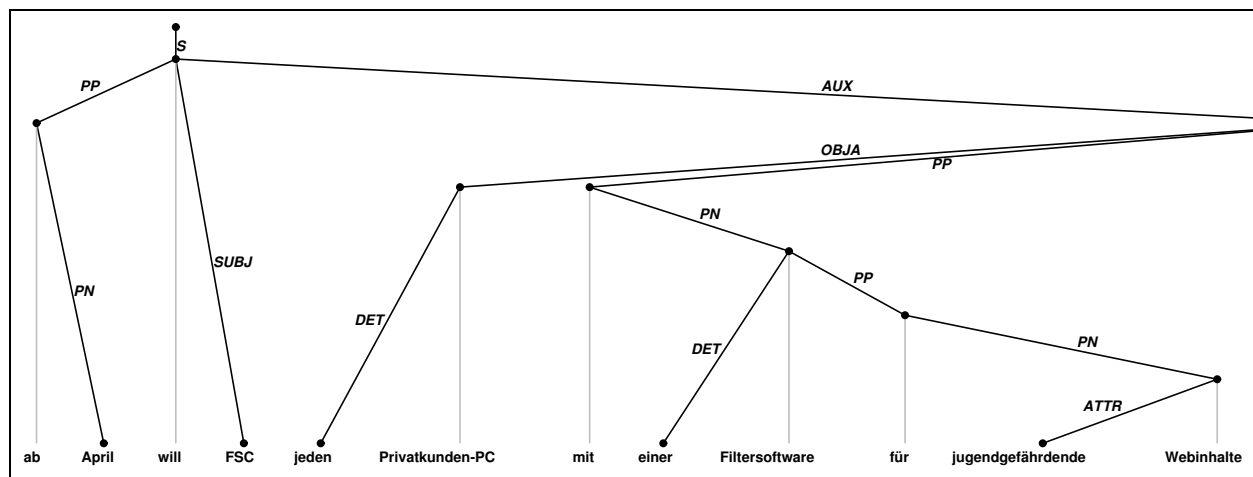 S
PP AUX
OBJA
PP
PN
SUBJ PP
PN
DET PN
DET
ATTR
ab April will FSC jeden Privatkunden-PC mit einer Filtersoftware für jugendgefährdende Webinhalte